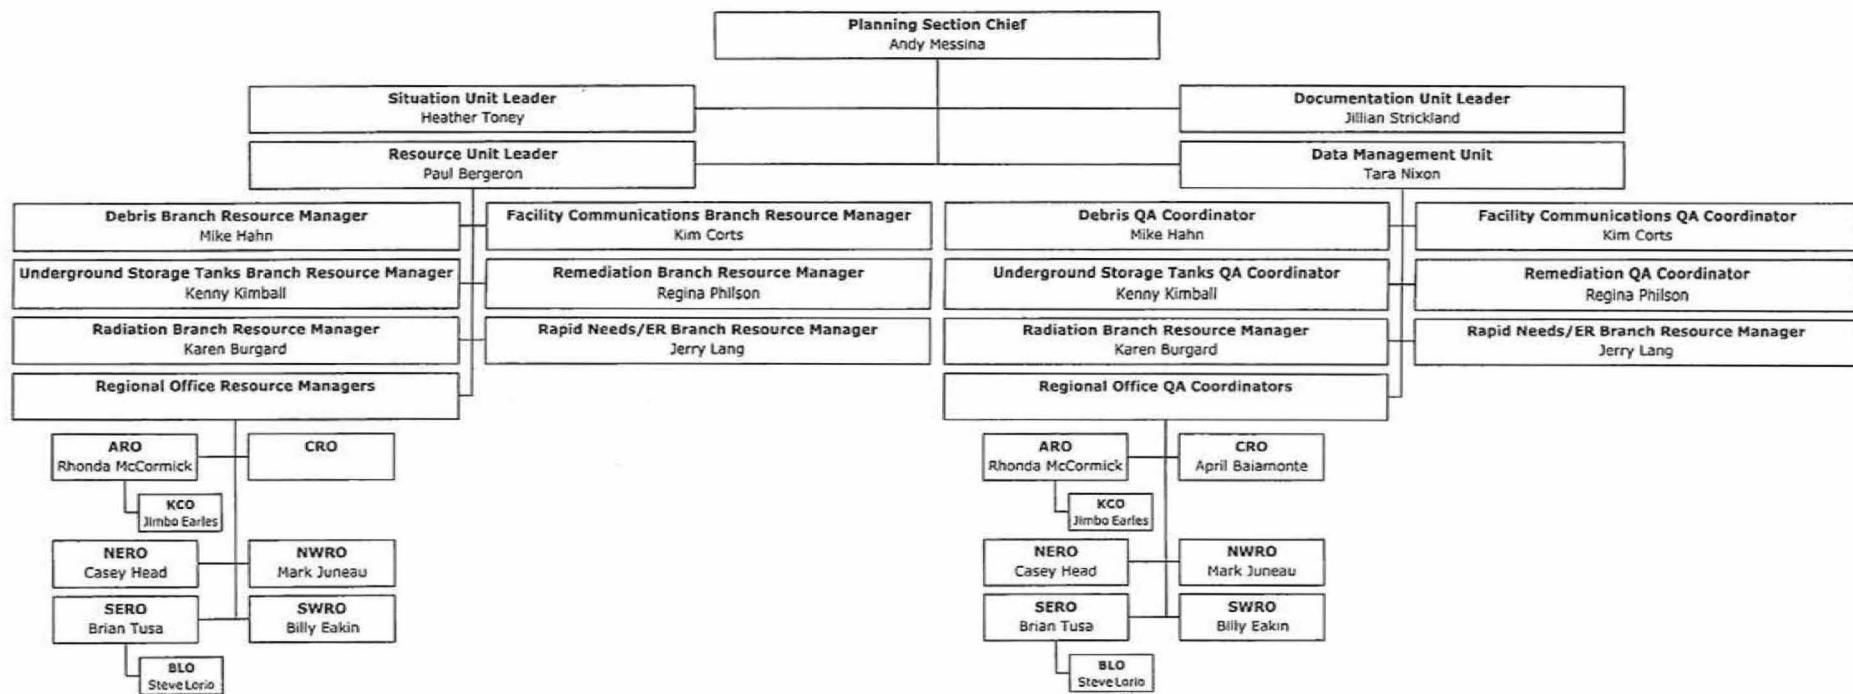 Planning Section Chief
Andy Messina
Situation Unit Leader
Heather Toney
Documentation Unit Leader
Jillian Strickland
Resource Unit Leader
Paul Bergeron
Data Management Unit
Tara Nixon
Debris Branch Resource Manager
Mike Hahn
Facility Communications Branch Resource Manager
Kim Corts
Underground Storage Tanks Branch Resource Manager
Kenny Kimball
Remediation Branch Resource Manager
Regina Philson
Radiation Branch Resource Manager
Karen Burgard
Rapid Needs/ER Branch Resource Manager
Jerry Lang
Regional Office Resource Managers
ARO
Rhonda McCormick
CRO
KCO
Jimbo Earles
NERO
Casey Head
NWRO
Mark Juneau
SERO
Brian Tusa
SWRO
Billy Eakin
BLO
Steve Lorio
Debris QA Coordinator
Mike Hahn
Facility Communications QA Coordinator
Kim Corts
Underground Storage Tanks QA Coordinator
Kenny Kimball
Remediation QA Coordinator
Regina Philson
Radiation Branch Resource Manager
Karen Burgard
Rapid Needs/ER Branch Resource Manager
Jerry Lang
Regional Office QA Coordinators
ARO
Rhonda McCormick
CRO
April Baiamonte
KCO
Jimbo Earles
NERO
Casey Head
NWRO
Mark Juneau
SERO
Brian Tusa
SWRO
Billy Eakin
BLO
Steve Lorio